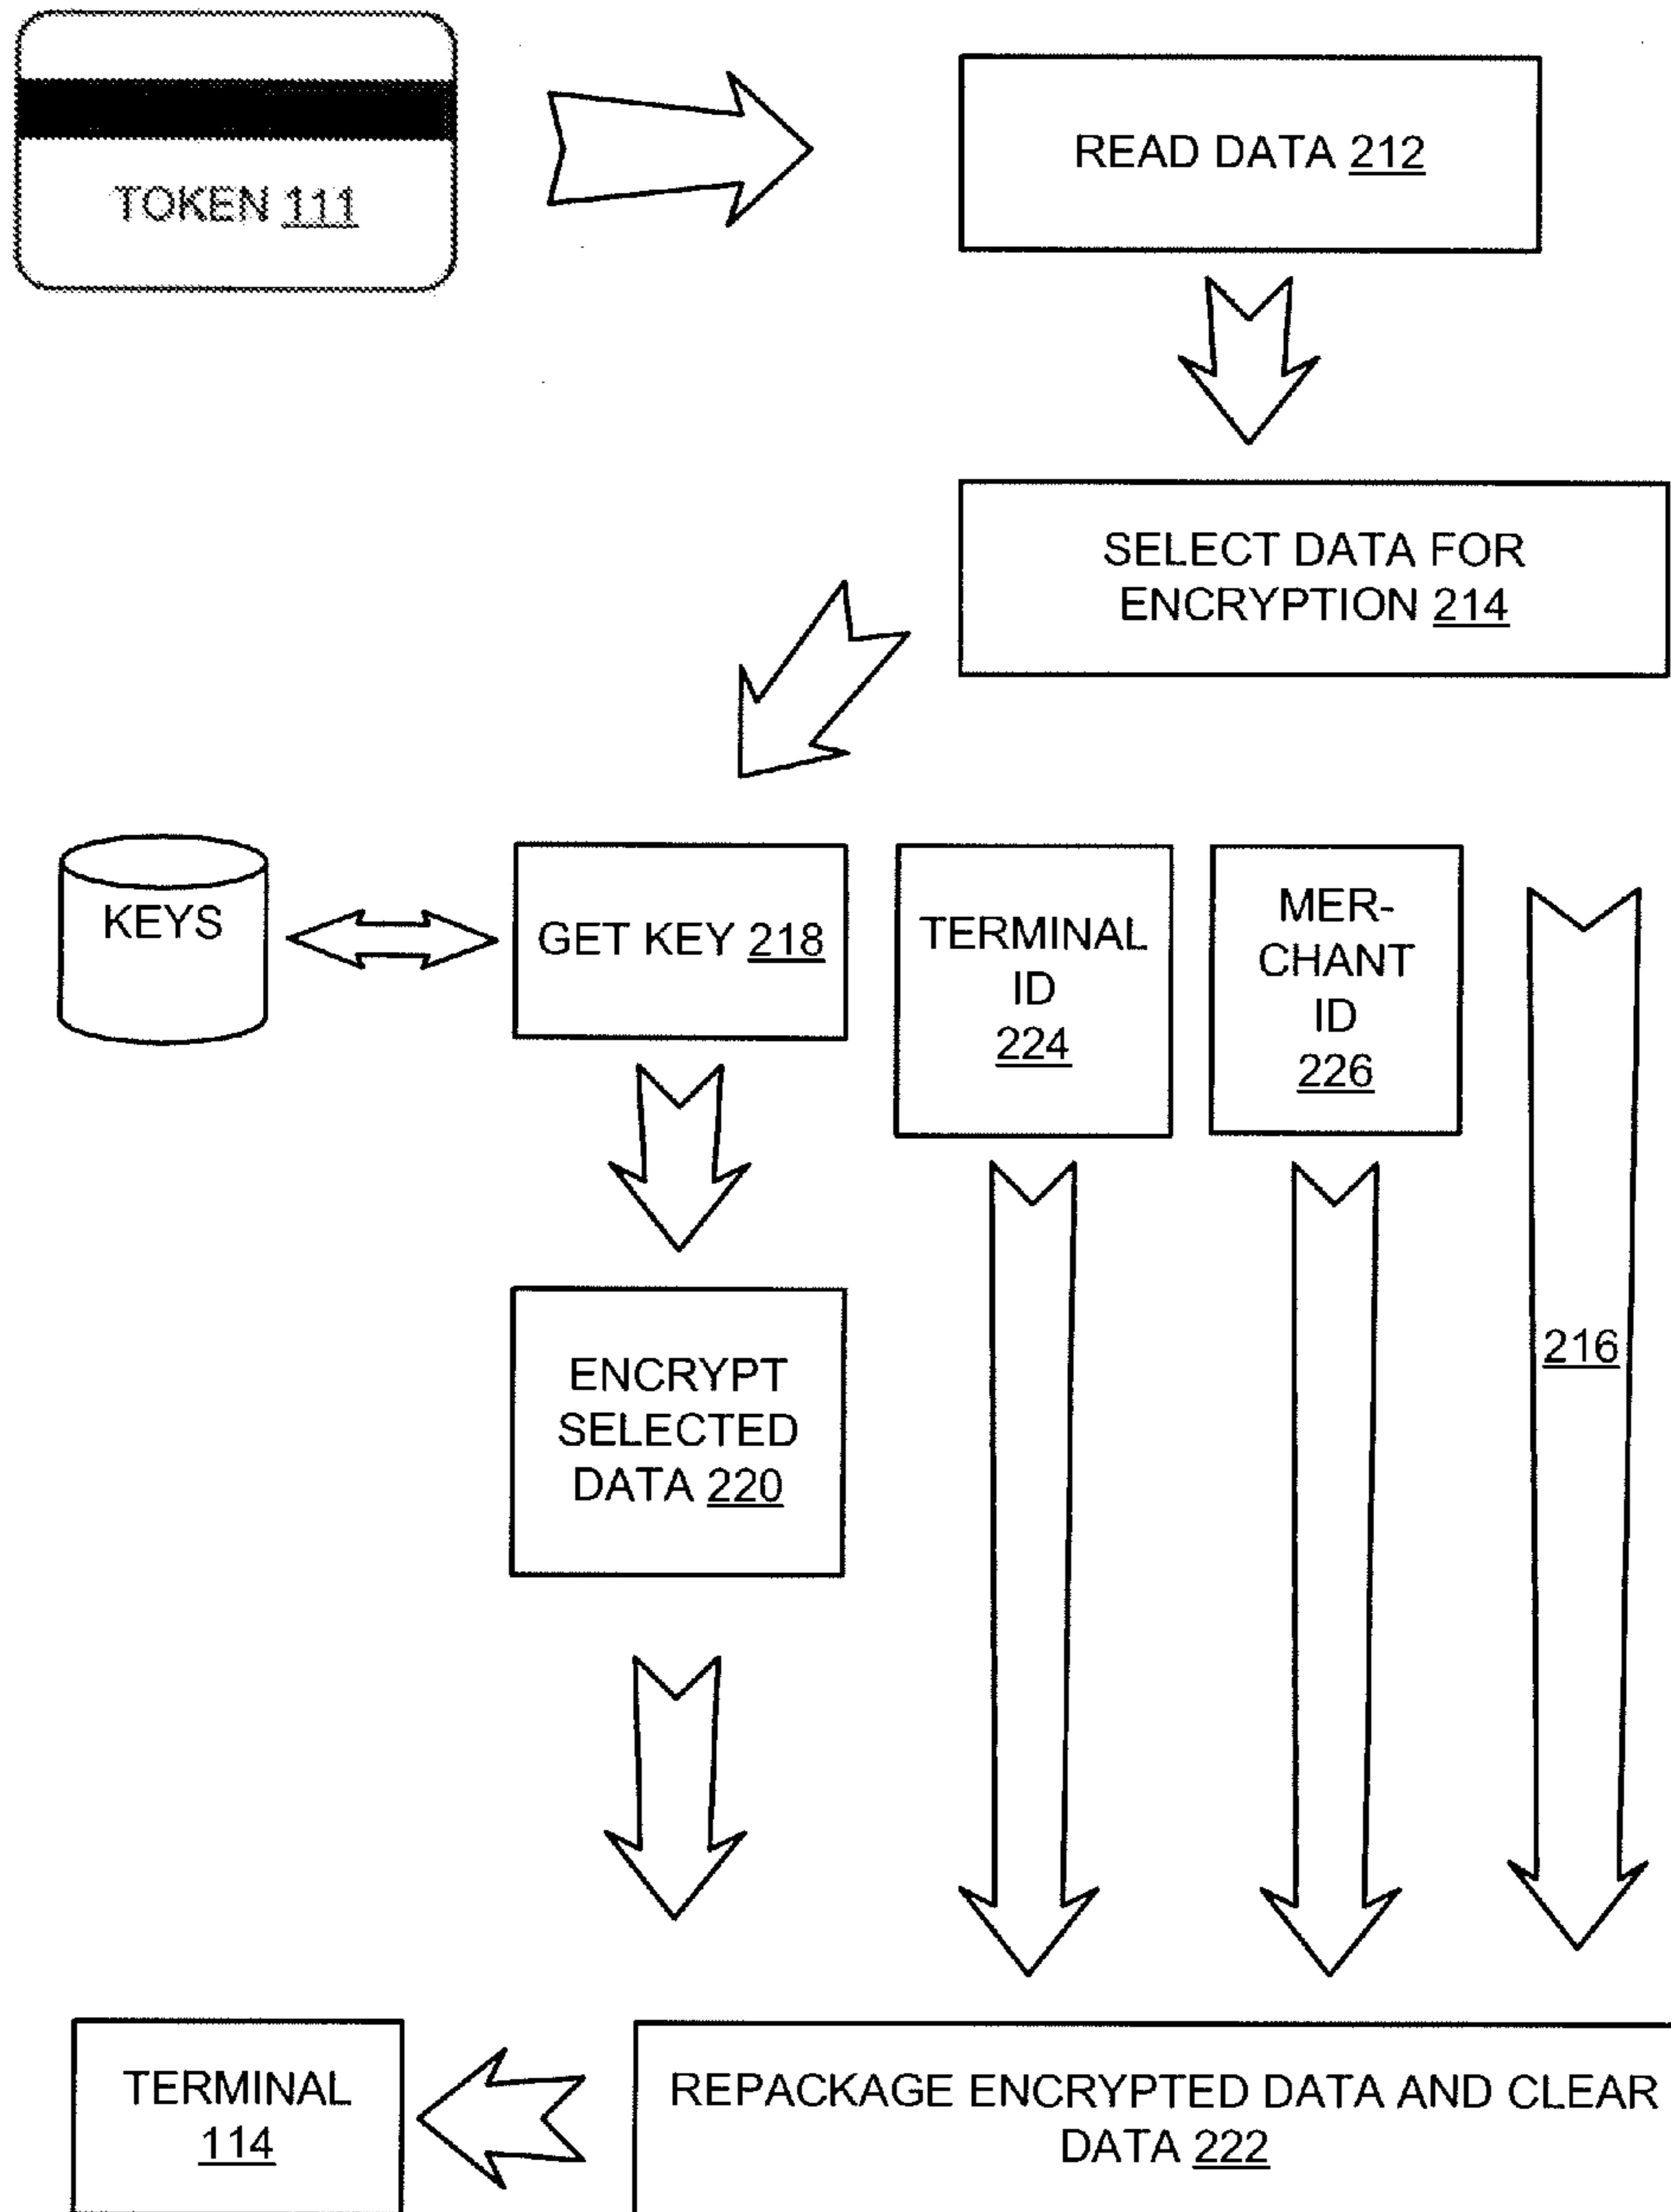 TOKEN 111
READ DATA 212
SELECT DATA FOR
ENCRYPTION 214
KEYS
GET KEY 218
TERMINAL
ID
224
MER-
CHANT
ID
226
216
ENCRYPT
SELECTED
DATA 220
TERMINAL
114
REPACKAGE ENCRYPTED DATA AND CLEAR
DATA 222